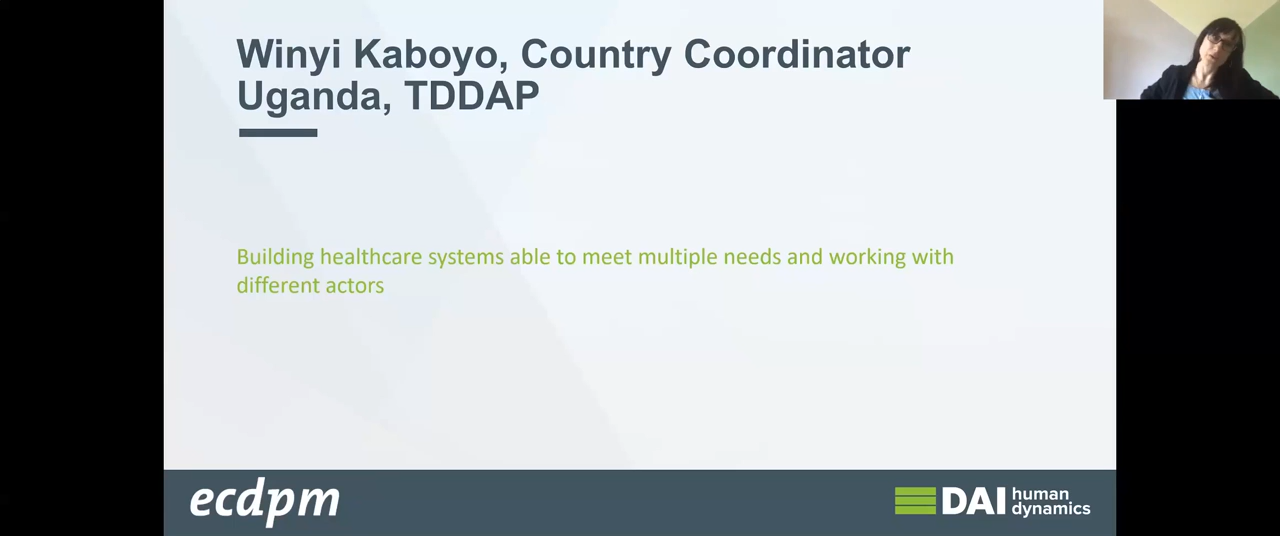 Winyi Kaboyo, Country Coordinator
Uganda, TDDAP
Building healthcare systems able to meet multiple needs and working with
different actors
ecdpm
DAI human
dynamics